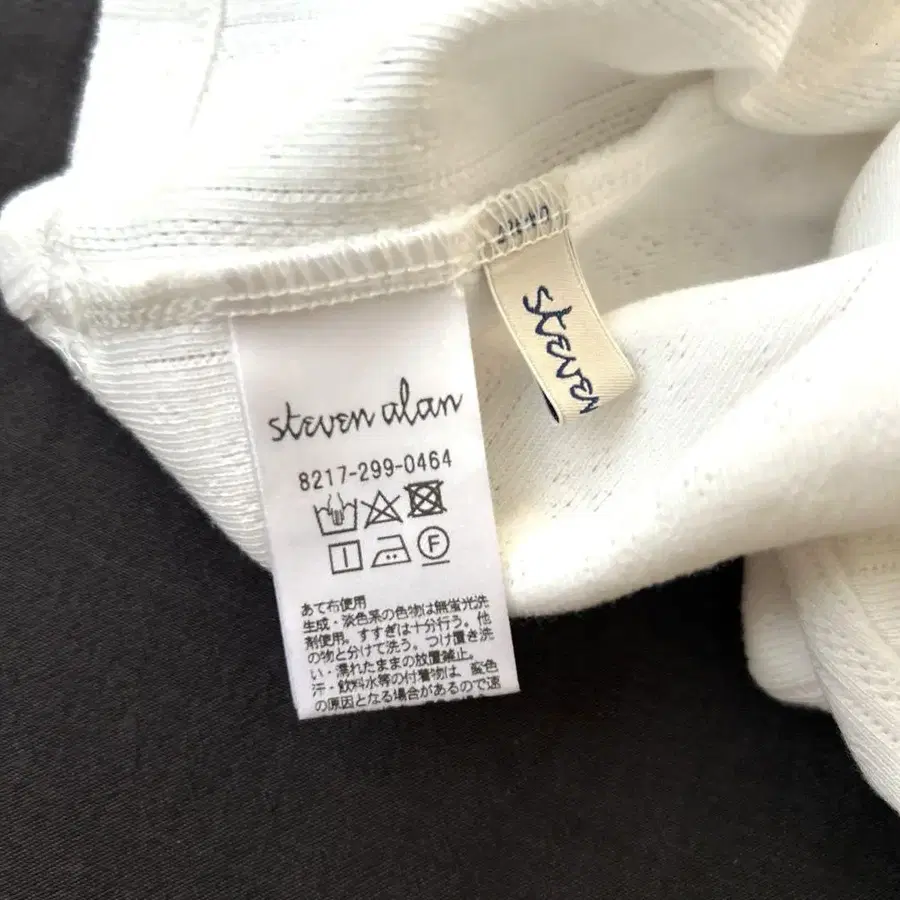 steven alan
8217-299-0464
F
あて布使用
生成・淡色系の色物は無蛍光洗
剤使用。すすぎは十分行う。他
の物と分けて洗う。つけ置き洗
い・濡れたままの放置厳止。
汗・飲料水等の付着物は、変色
の原因となる場合があるので速
steven